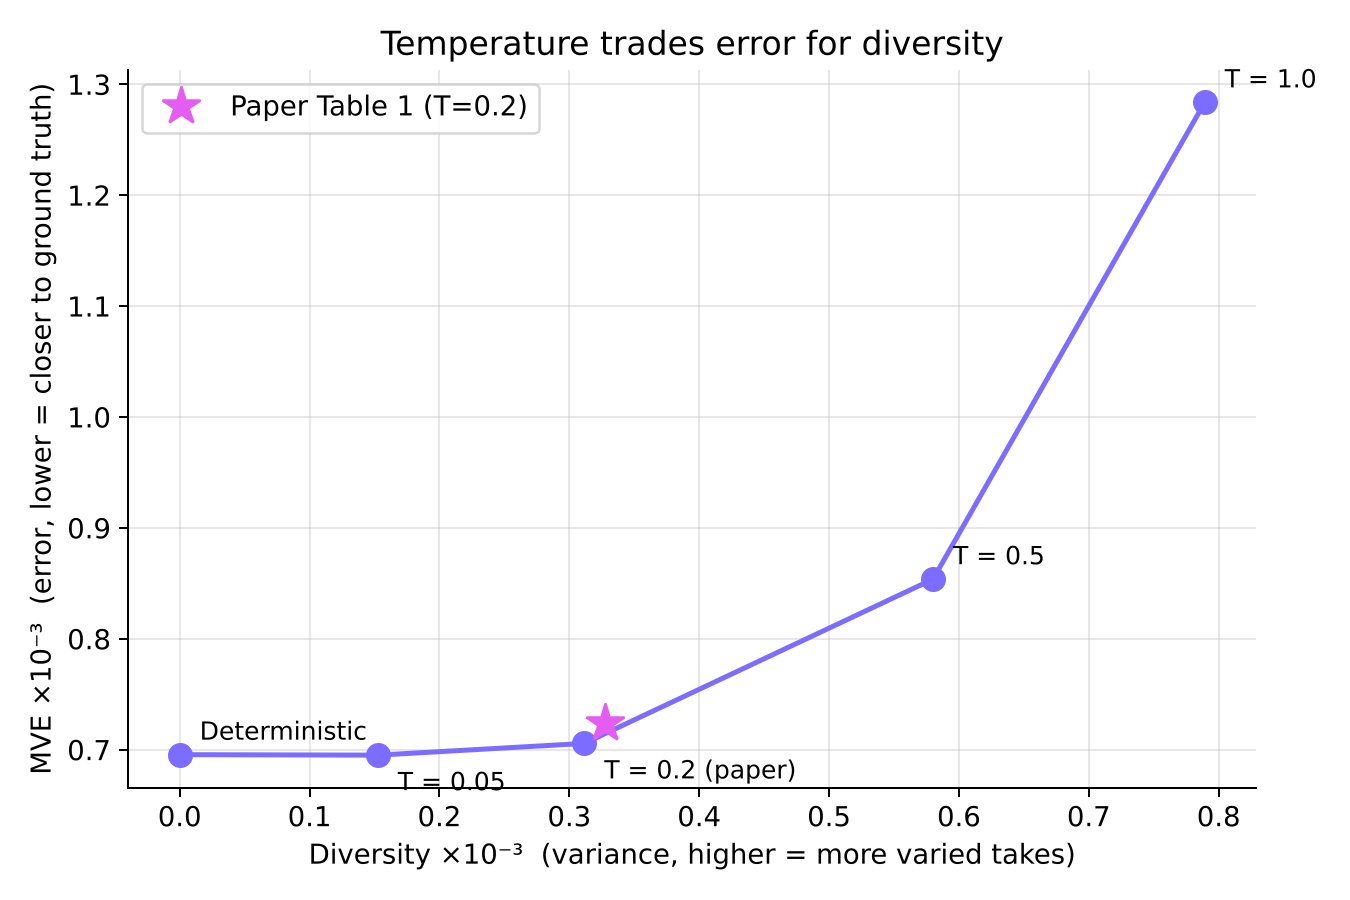 Temperature trades error for diversity
Paper Table 1 (T=0.2)
MVE ×10⁻³ (error, lower = closer to ground truth)
1.3
1.2
1.1
1.0
0.9
0.8
0.7
T = 1.0
T = 0.5
Deterministic
T = 0.2 (paper)
T = 0.05
0.0 0.1 0.2 0.3 0.4 0.5 0.6 0.7 0.8
Diversity ×10⁻³ (variance, higher = more varied takes)